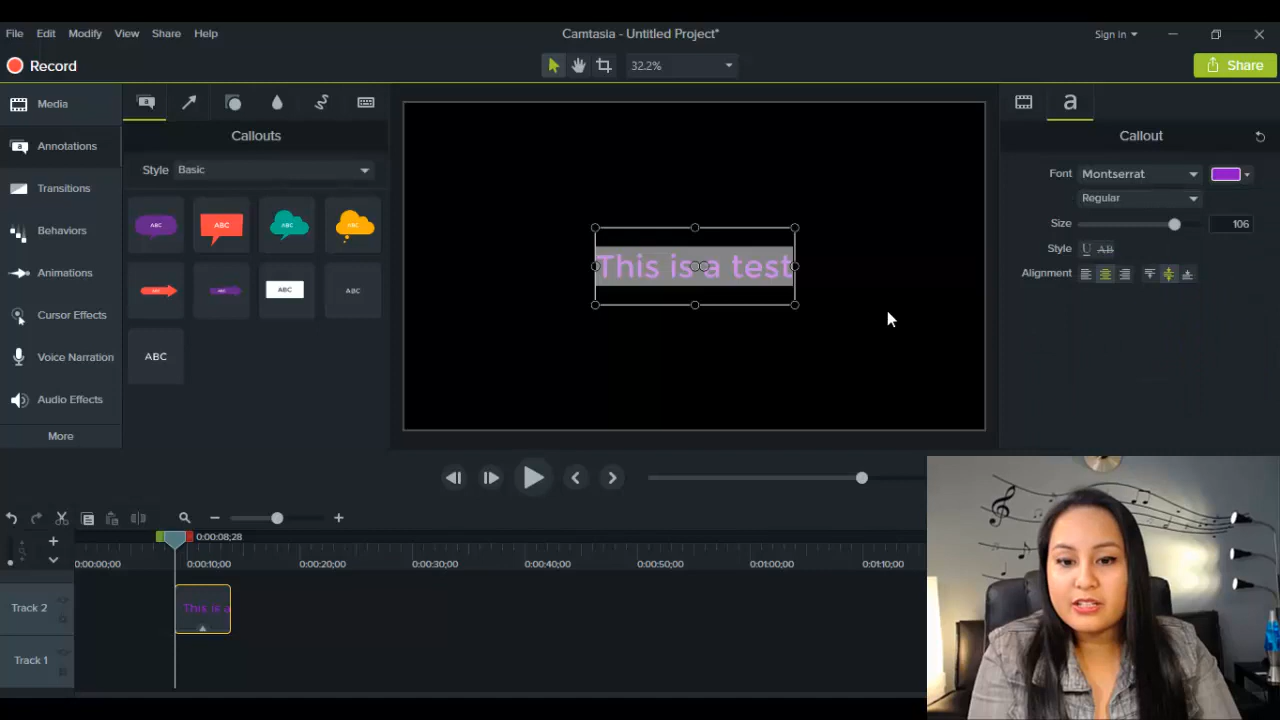 File Edit Modify View Share Help
Camtasia - Untitled Project*
Sign in
Record
32.2%
Share
Media
Annotations
Transitions
Behaviors
Animations
Cursor Effects
Voice Narration
Audio Effects
More
a
Callouts
Style Basic
ABC ABC ABC ABC
ABC ABC ABC ABC
ABC
This is a test
a
Callout
Font Montserrat
Regular
Size 106
Style U AB
Alignment
0:00:08;28
0:00:00;00 0:00:10;00 0:00:20;00 0:00:30;00 0:00:40;00 0:00:50;00 0:01:00;00 0:01:10;00
Track 2
This is a
Track 1